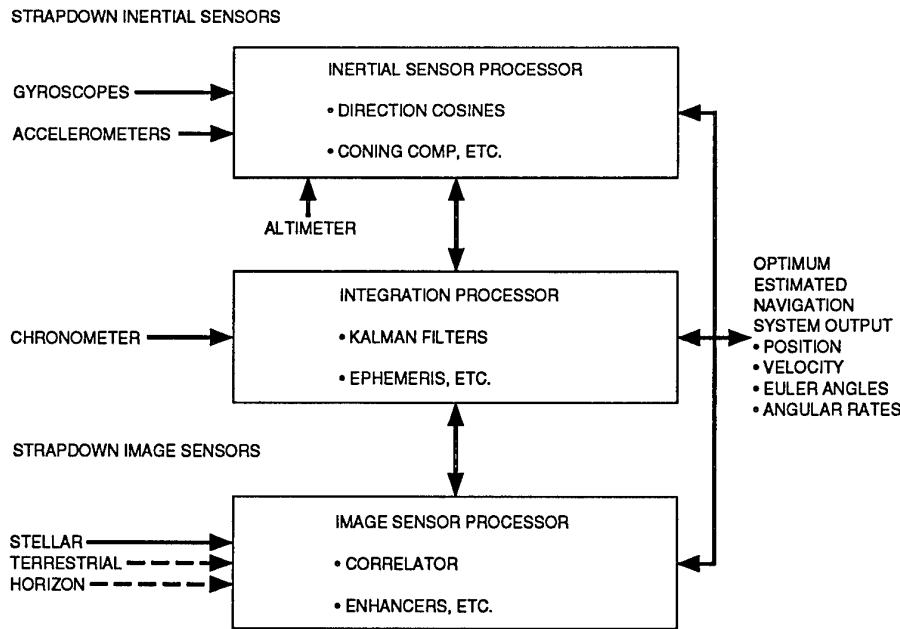 STRAPDOWN INERTIAL SENSORS
INERTIAL SENSOR PROCESSOR
GYROSCOPES
• DIRECTION COSINES
ACCELEROMETERS
• CONING COMP, ETC.
ALTIMETER
OPTIMUM
ESTIMATED
NAVIGATION
SYSTEM OUTPUT
• POSITION
• VELOCITY
• EULER ANGLES
• ANGULAR RATES
INTEGRATION PROCESSOR
CHRONOMETER
• KALMAN FILTERS
• EPHEMERIS, ETC.
STRAPDOWN IMAGE SENSORS
IMAGE SENSOR PROCESSOR
STELLAR
TERRESTRIAL
HORIZON
• CORRELATOR
• ENHANCERS, ETC.